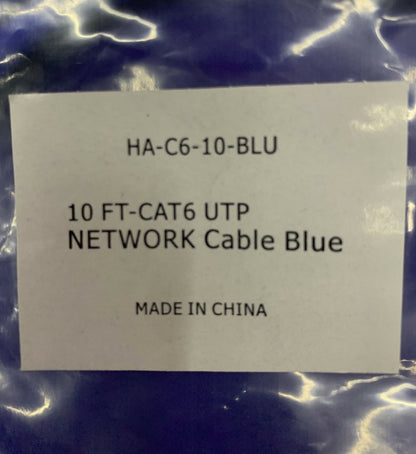 HA-C6-10-BLU
10 FT-CAT6 UTP
NETWORK Cable Blue
MADE IN CHINA